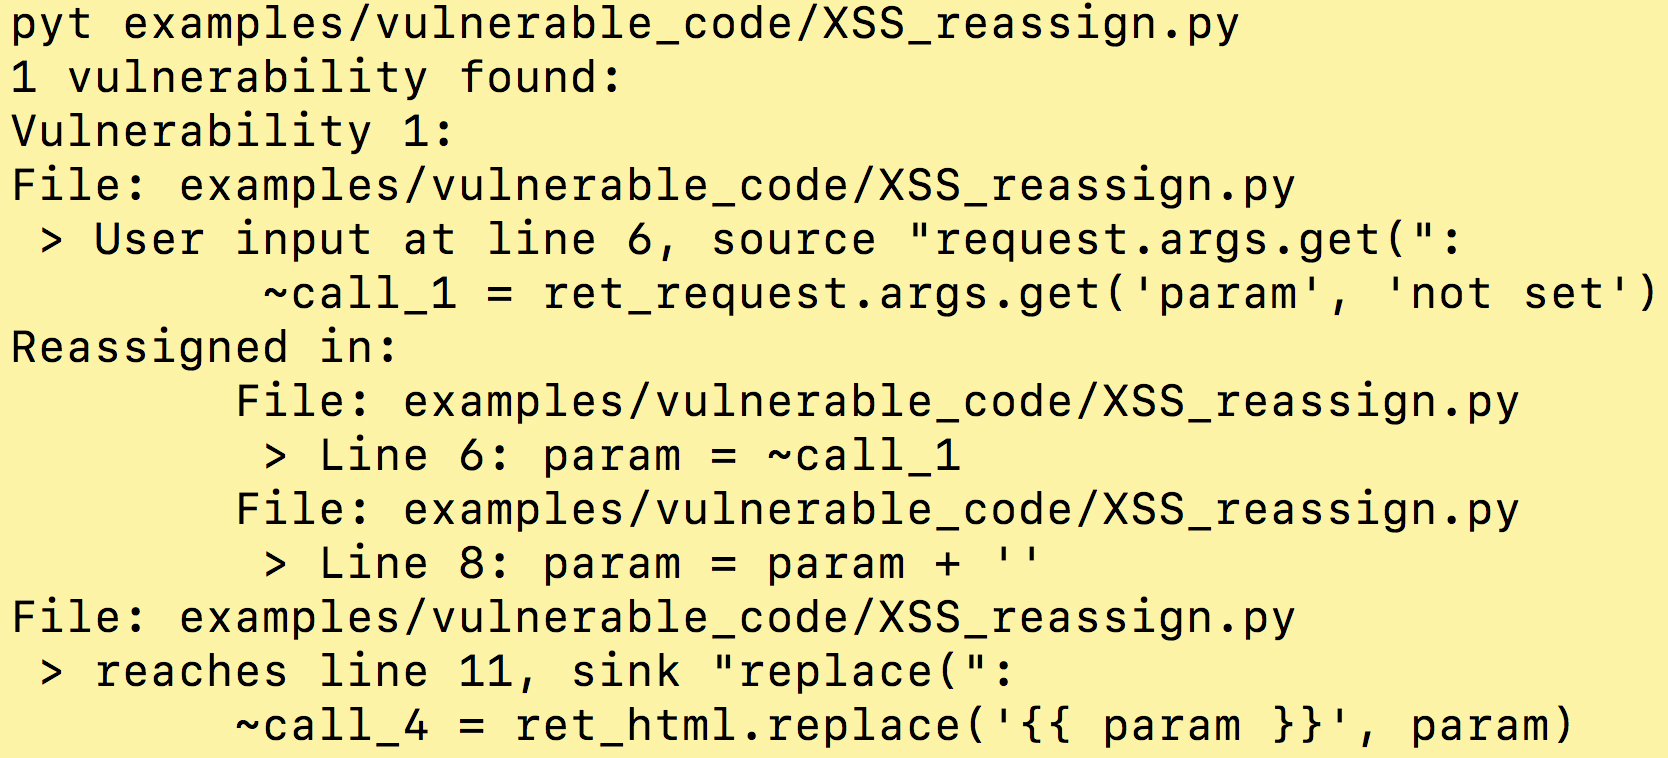 pyt examples/vulnerable_code/XSS_reassign.py
1 vulnerability found:
Vulnerability 1:
File: examples/vulnerable_code/XSS_reassign.py
 > User input at line 6, source "request.args.get(":
         ~call_1 = ret_request.args.get('param', 'not set')
Reassigned in:
        File: examples/vulnerable_code/XSS_reassign.py
         > Line 6: param = ~call_1
        File: examples/vulnerable_code/XSS_reassign.py
         > Line 8: param = param + ''
File: examples/vulnerable_code/XSS_reassign.py
 > reaches line 11, sink "replace(":
        ~call_4 = ret_html.replace('{{ param }}', param)